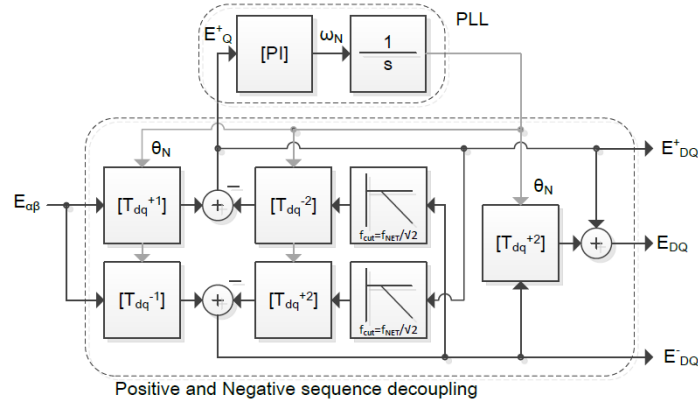 PLL
E⁺Q
[PI]
ωN
1
s
θN
E⁺DQ
Eαβ
[Tdq⁺¹]
+
−
[Tdq⁻²]
fcut=fNET/√2
θN
[Tdq⁺²]
+
EDQ
[Tdq⁻¹]
+
−
[Tdq⁺²]
fcut=fNET/√2
E⁻DQ
Positive and Negative sequence decoupling